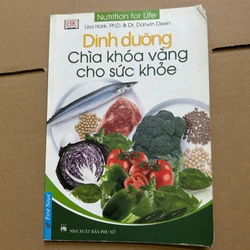 Nutrition for Life
DK
Lisa Hark, Ph.D. & Dr. Darwin Deen.
Dinh dưỡng
Chìa khóa vàng
cho sức khỏe
First News
NHÀ XUẤT BẢN PHỤ NỮ